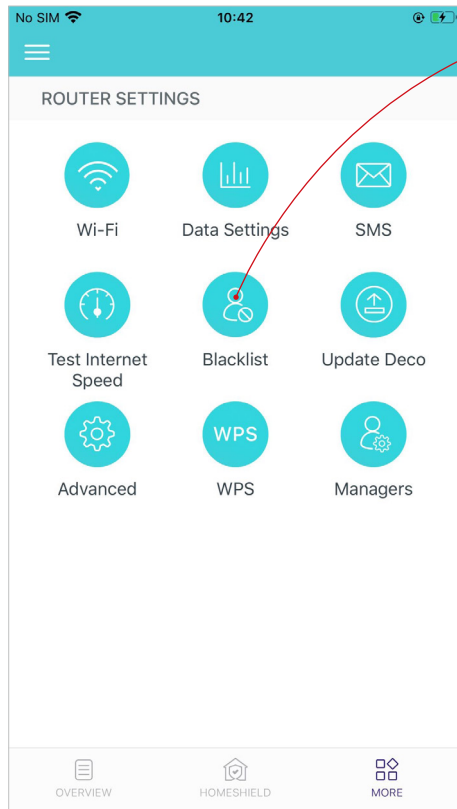 No SIM 10:42
ROUTER SETTINGS
Wi-Fi Data Settings SMS
Test Internet Speed Blacklist Update Deco
WPS
Advanced WPS Managers
OVERVIEW HOMESHIELD MORE